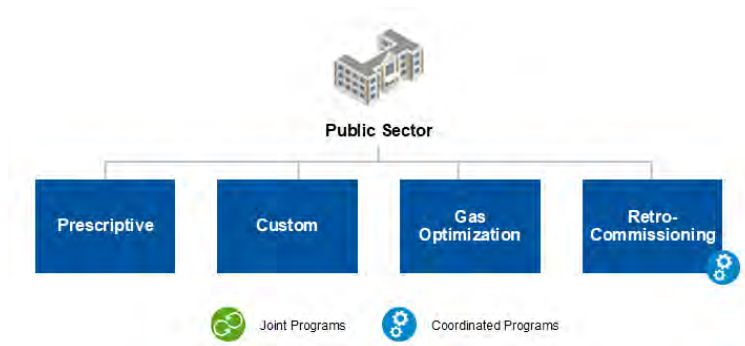 Public Sector
Prescriptive
Custom
Gas
Optimization
Retro-
Commissioning
Joint Programs
Coordinated Programs